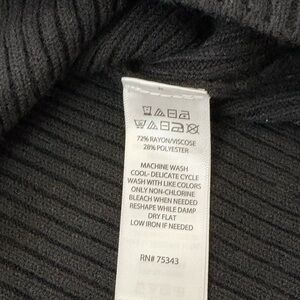 72% RAYON/VISCOSE
28% POLYESTER
MACHINE WASH
COOL- DELICATE CYCLE
WASH WITH LIKE COLORS
ONLY NON-CHLORINE
BLEACH WHEN NEEDED
RESHAPE WHILE DAMP
DRY FLAT
LOW IRON IF NEEDED
RN# 75343